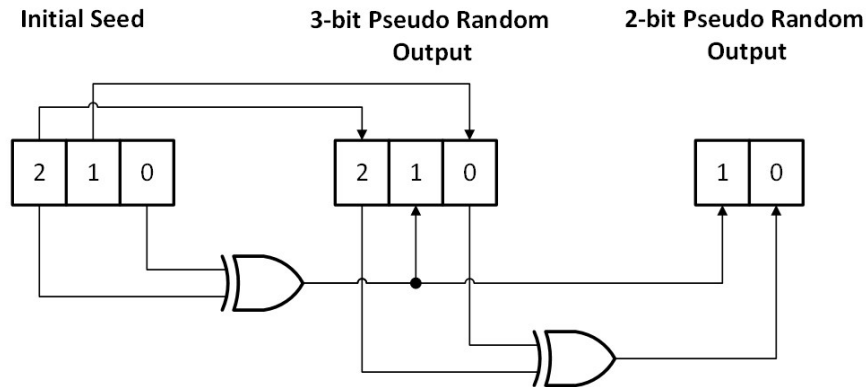 Initial Seed
3-bit Pseudo Random
Output
2-bit Pseudo Random
Output
2 1 0
2 1 0
1 0